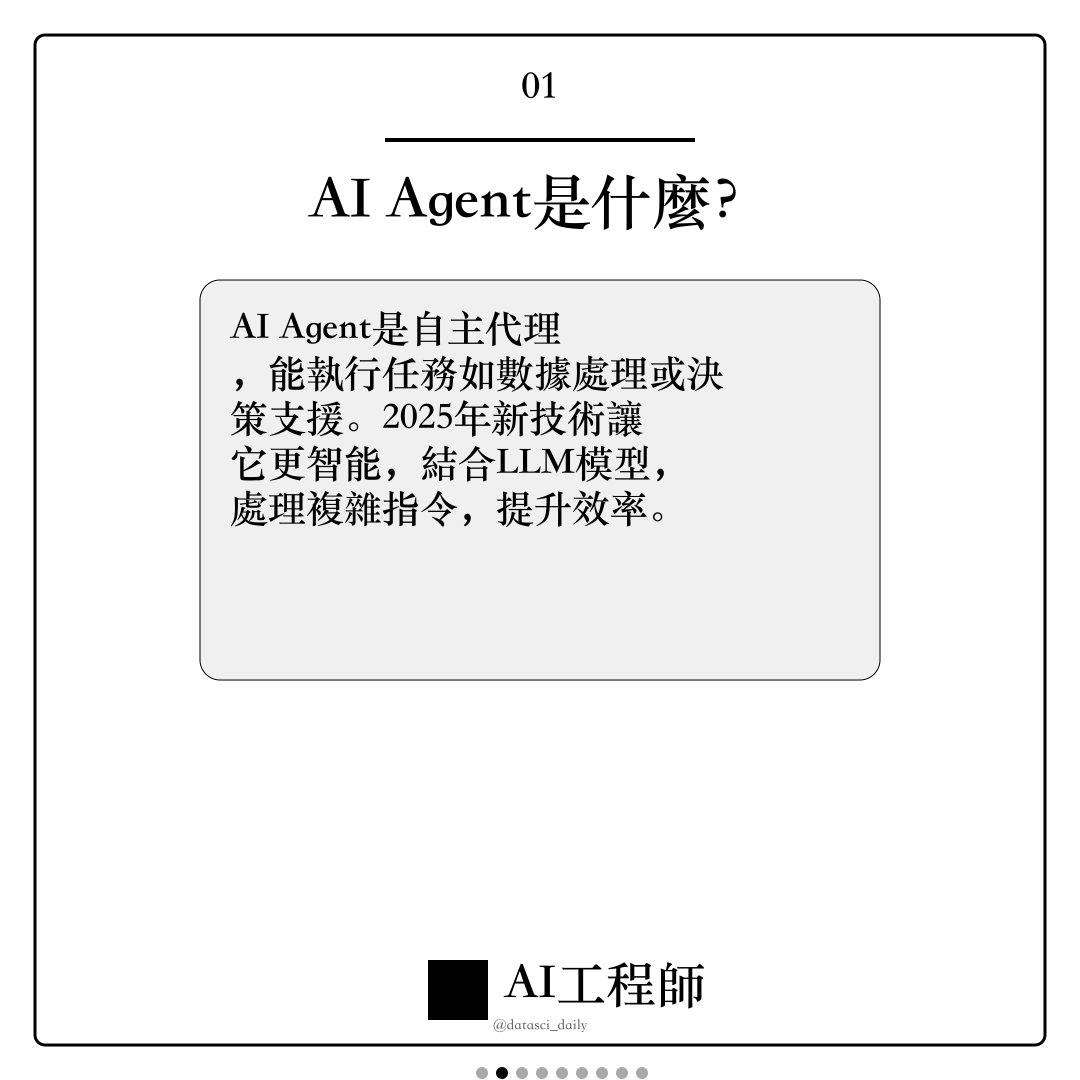 01
AI Agent是什麼?
AI Agent是自主代理
，能執行任務如數據處理或決
策支援。2025年新技術讓
它更智能，結合LLM模型，
處理複雜指令，提升效率。
AI工程師
@datasci_daily